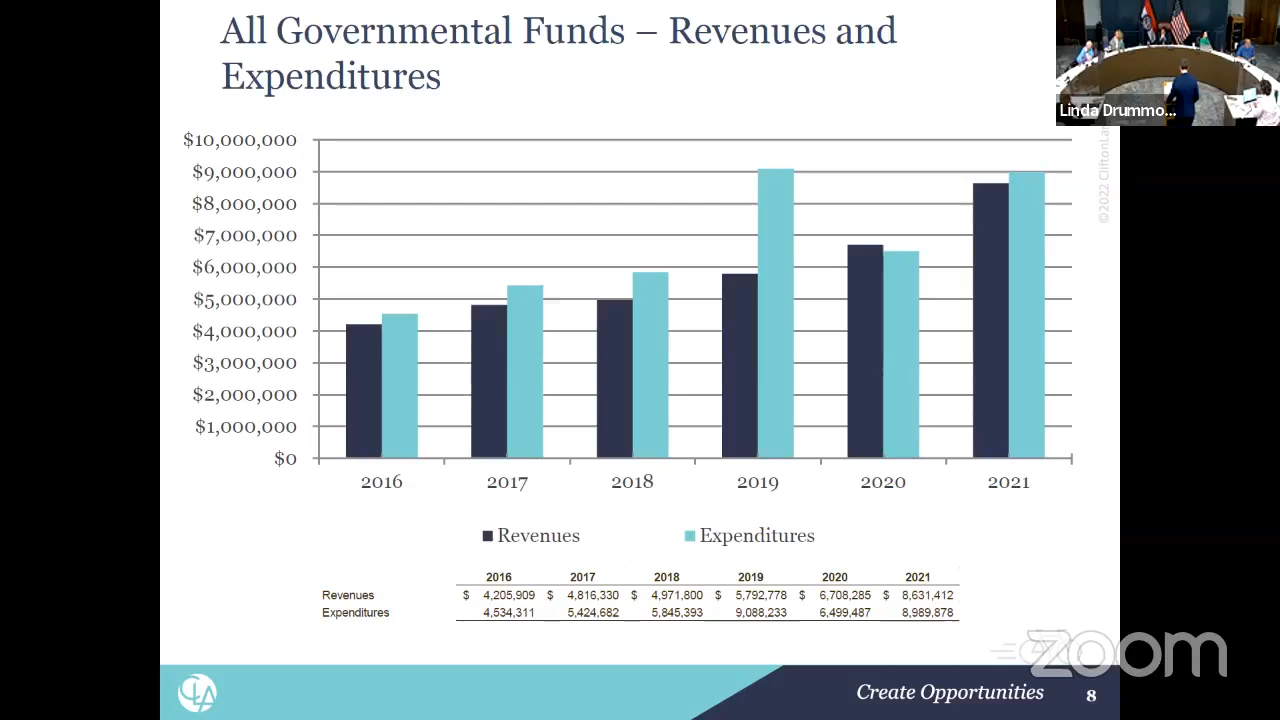 All Governmental Funds – Revenues and
Expenditures
Linda Drummo...
©2022 CliftonLar
$10,000,000
$9,000,000
$8,000,000
$7,000,000
$6,000,000
$5,000,000
$4,000,000
$3,000,000
$2,000,000
$1,000,000
$0
2016 2017 2018 2019 2020 2021
Revenues Expenditures
2016 2017 2018 2019 2020 2021
Revenues $ 4,205,909 $ 4,816,330 $ 4,971,800 $ 5,792,778 $ 6,708,285 $ 8,631,412
Expenditures 4,534,311 5,424,682 5,845,393 9,088,233 6,499,487 8,989,878
zoom
CLA
Create Opportunities 8